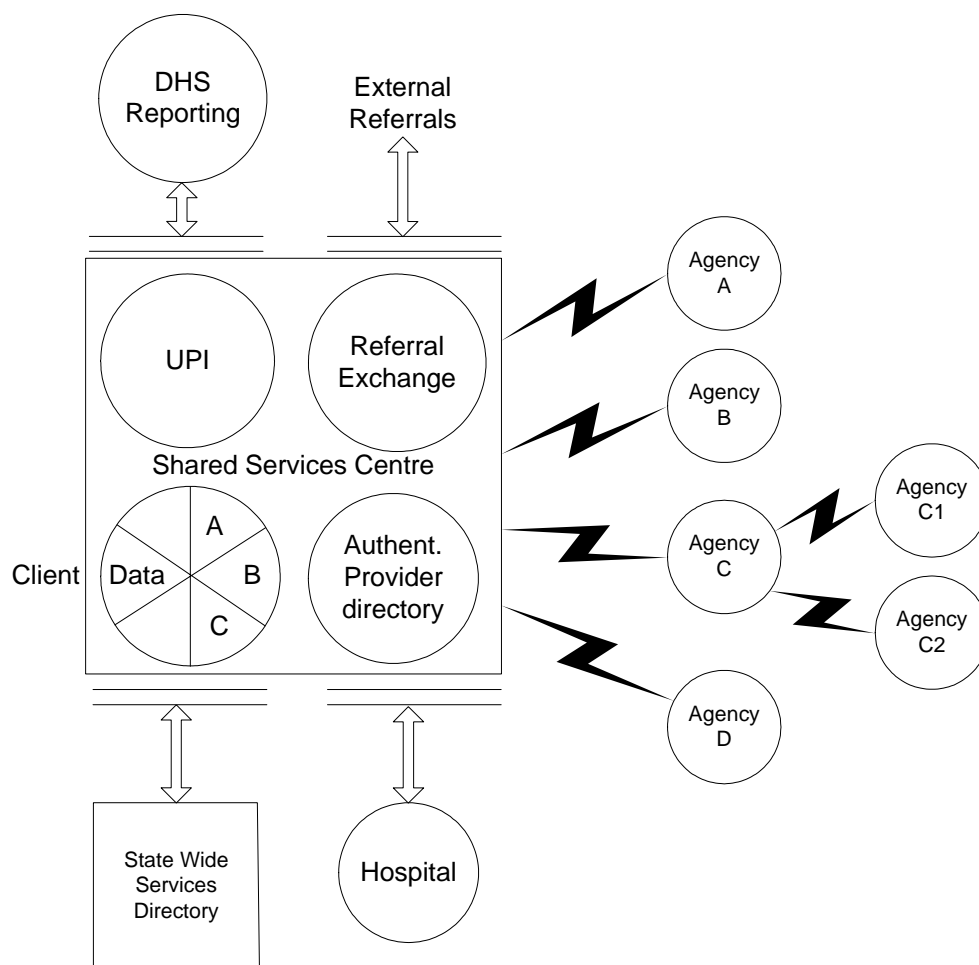 DHS
Reporting
External
Referrals
Agency
A
UPI
Referral
Exchange
Agency
B
Shared Services Centre
Agency
C1
Client
Data
A
B
C
Authent.
Provider
directory
Agency
C
Agency
C2
Agency
D
State Wide
Services
Directory
Hospital